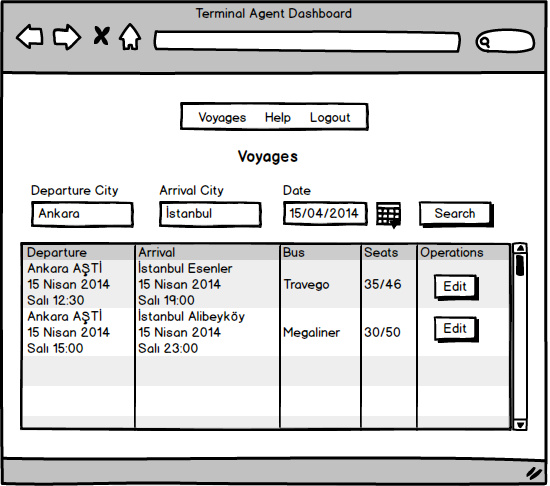 Terminal Agent Dashboard
Voyages Help Logout
Voyages
Departure City Arrival City Date
Ankara İstanbul 15/04/2014 Search
Departure Arrival Bus Seats Operations
Ankara AŞTİ İstanbul Esenler
15 Nisan 2014 15 Nisan 2014 Travego 35/46 Edit
Salı 12:30 Salı 19:00
Ankara AŞTİ İstanbul Alibeyköy
15 Nisan 2014 15 Nisan 2014 Megaliner 30/50 Edit
Salı 15:00 Salı 23:00